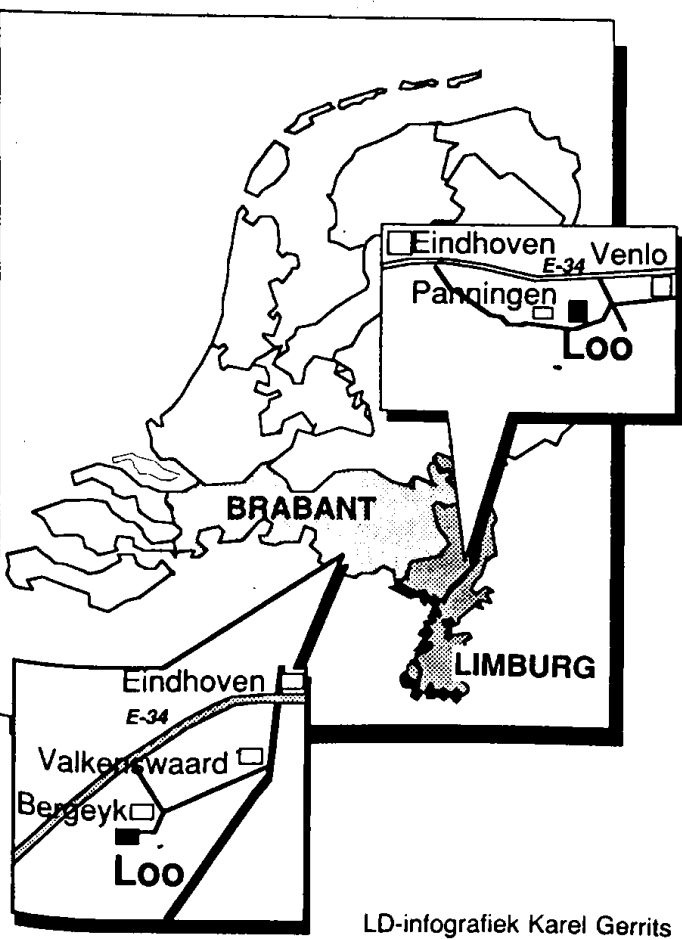 Eindhoven
E-34 Venlo
Panningen
Loo
BRABANT
LIMBURG
Eindhoven
E-34
Valkenswaard
Bergeyk
Loo
LD-infografiek Karel Gerrits